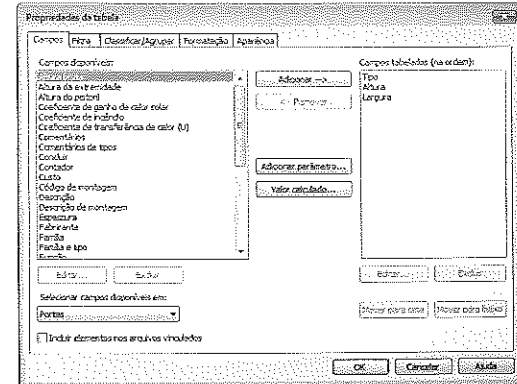 Propriedades da tabela
Campos Filtro Classificar/Agrupar Formatação Aparência
Campos disponíveis:
Altura da extremidade
Altura do peitoril
Coeficiente de ganho de calor solar
Coeficiente de incêndio
Coeficiente de transferência de calor (U)
Comentários
Comentários de tipos
Conduir
Contador
Custo
Código de montagem
Descrição
Descrição de montagem
Espessura
Fabricante
Família
Família e tipo
Função
Editar... Excluir
Selecionar campos disponíveis em:
Portas
Incluir elementos nos arquivos vinculados
Adicionar -->
<-- Remover
Adicionar parâmetro...
Valor calculado...
Campos tabelados (na ordem):
Tipo
Altura
Largura
Editar... Excluir
Mover para cima Mover para baixo
OK Cancelar Ajuda